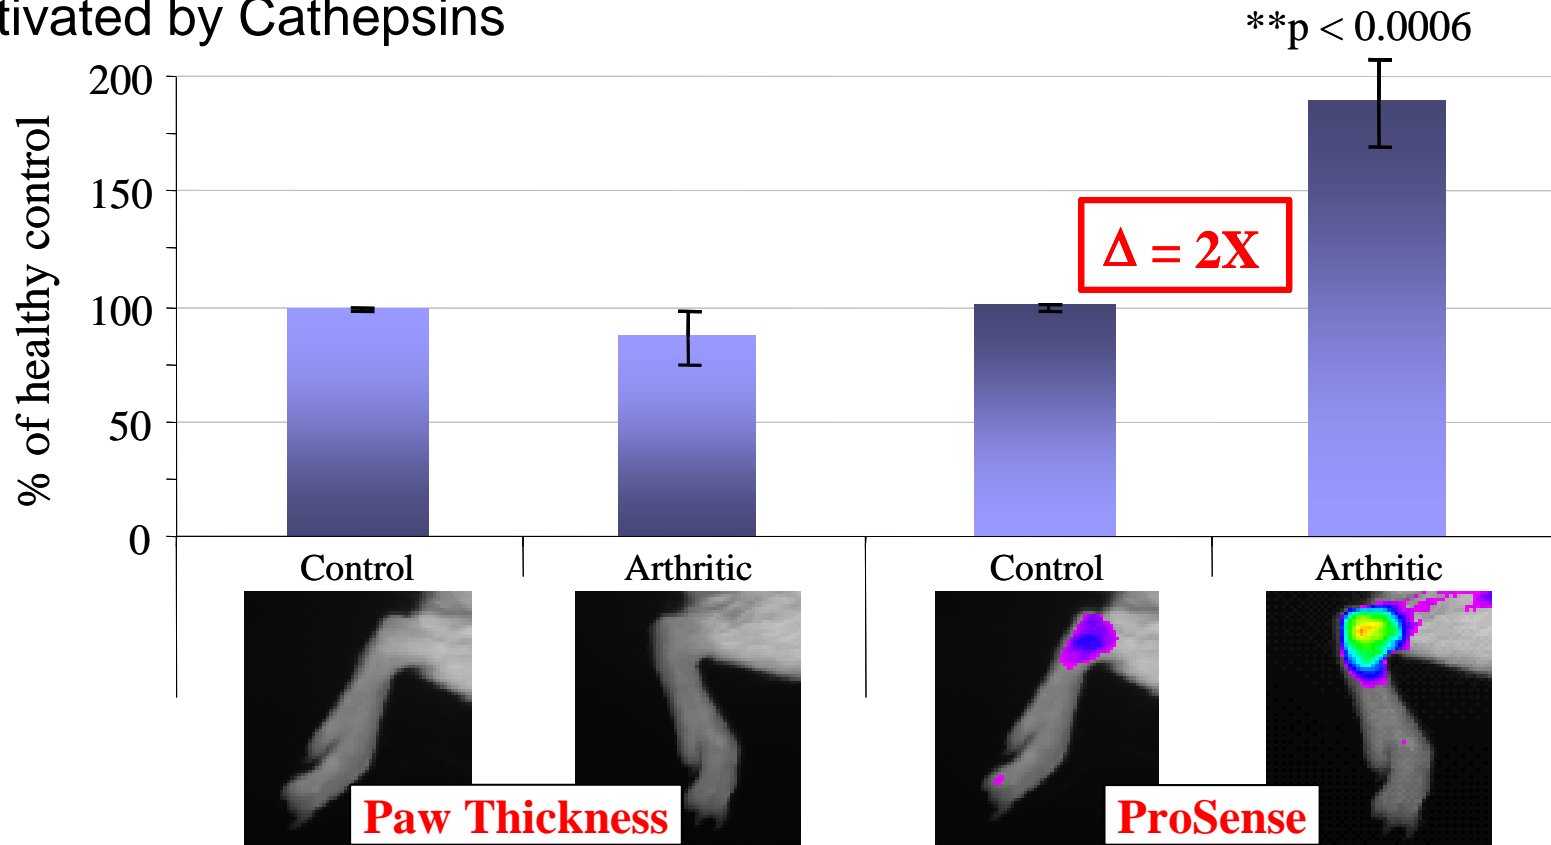 by Cathepsins
**p < 0.0006
% of healthy control
200
150
100
50
0
Δ = 2X
Control
Arthritic
Control
Arthritic
Paw Thickness
ProSense